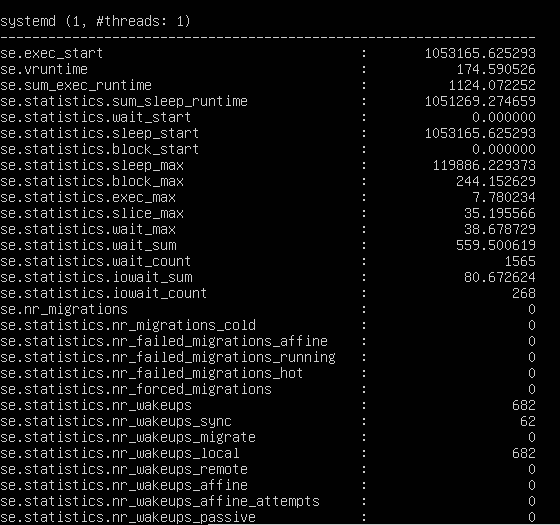 systemd (1, #threads: 1)
-------------------------------------------------------------------
se.exec_start : 1053165.625293
se.vruntime : 174.590526
se.sum_exec_runtime : 1124.072252
se.statistics.sum_sleep_runtime : 1051269.274659
se.statistics.wait_start : 0.000000
se.statistics.sleep_start : 1053165.625293
se.statistics.block_start : 0.000000
se.statistics.sleep_max : 119886.229373
se.statistics.block_max : 244.152629
se.statistics.exec_max : 7.780234
se.statistics.slice_max : 35.195566
se.statistics.wait_max : 38.678729
se.statistics.wait_sum : 559.500619
se.statistics.wait_count : 1565
se.statistics.iowait_sum : 80.672624
se.statistics.iowait_count : 268
se.nr_migrations : 0
se.statistics.nr_migrations_cold : 0
se.statistics.nr_failed_migrations_affine : 0
se.statistics.nr_failed_migrations_running : 0
se.statistics.nr_failed_migrations_hot : 0
se.statistics.nr_forced_migrations : 0
se.statistics.nr_wakeups : 682
se.statistics.nr_wakeups_sync : 62
se.statistics.nr_wakeups_migrate : 0
se.statistics.nr_wakeups_local : 682
se.statistics.nr_wakeups_remote : 0
se.statistics.nr_wakeups_affine : 0
se.statistics.nr_wakeups_affine_attempts : 0
se.statistics.nr_wakeups_passive : 0